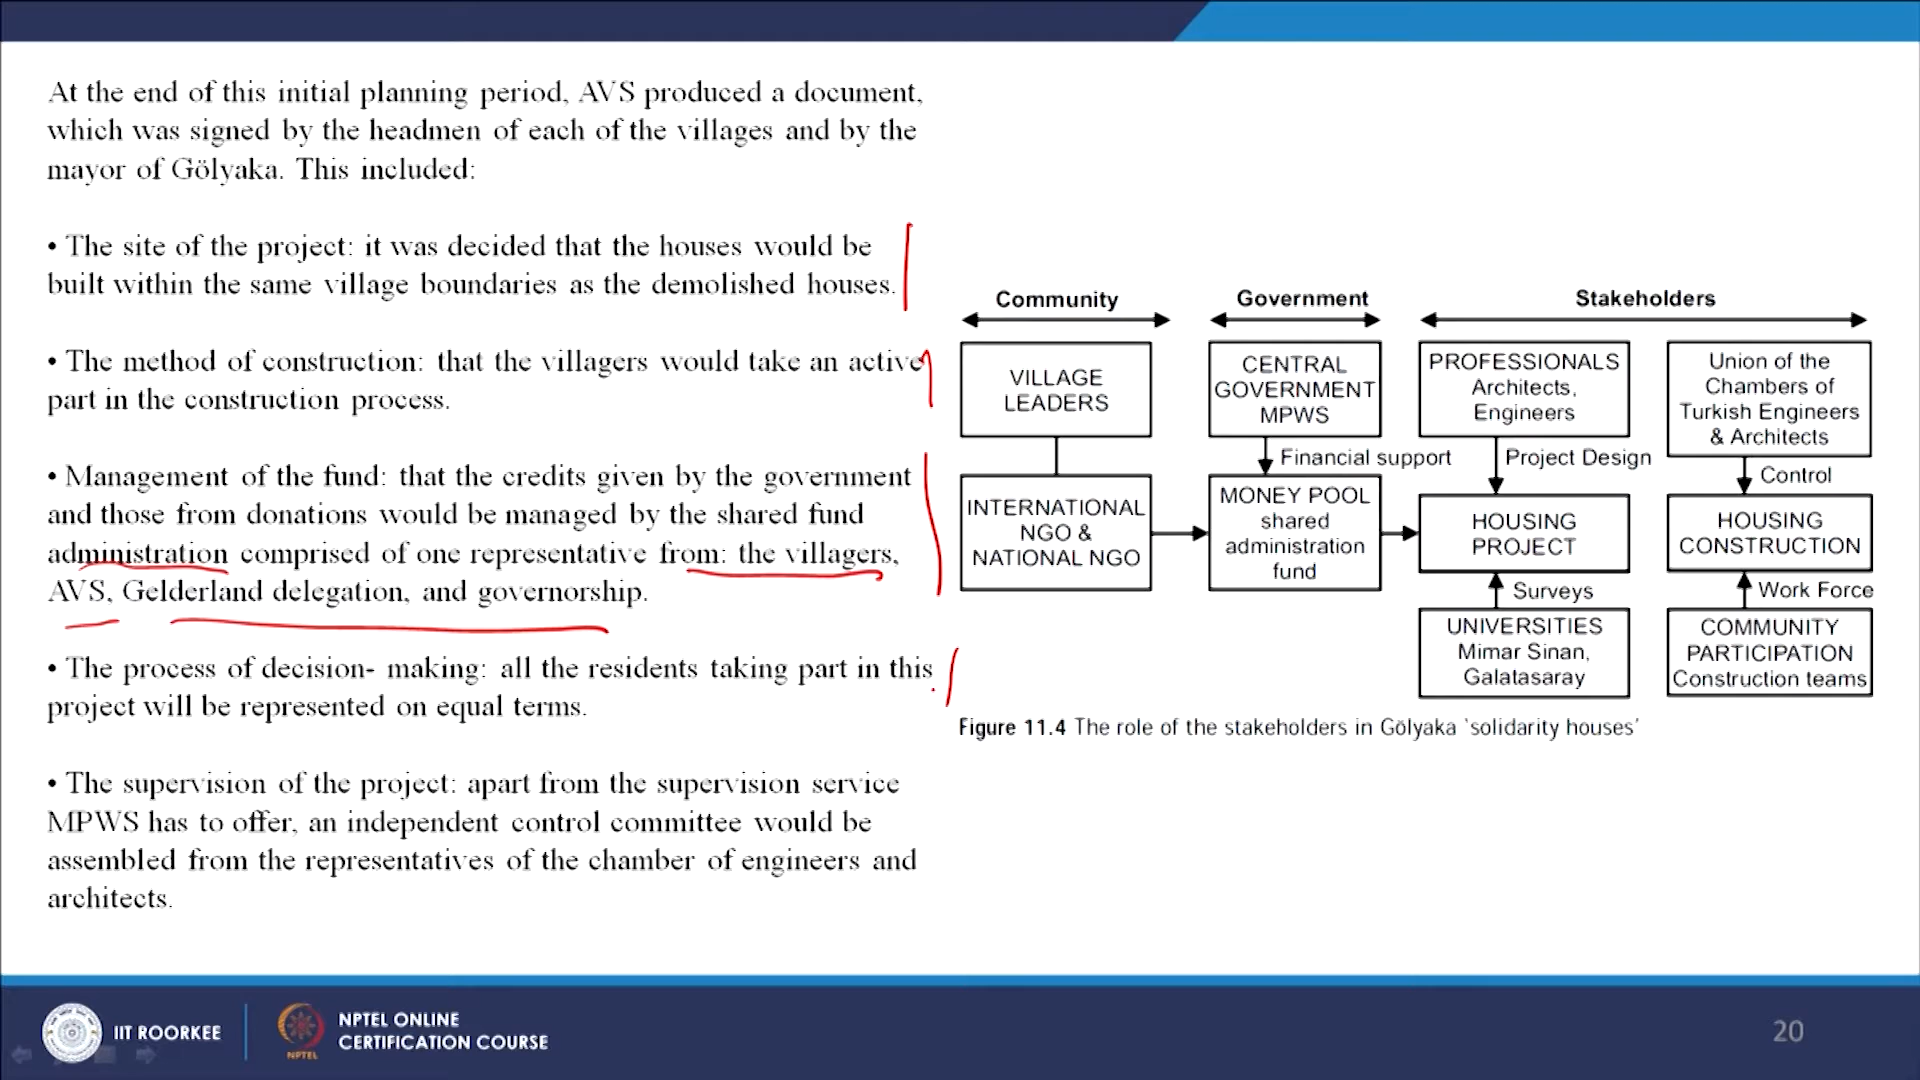 At the end of this initial planning period, AVS produced a document,
which was signed by the headmen of each of the villages and by the
mayor of Gölyaka. This included:
• The site of the project: it was decided that the houses would be
built within the same village boundaries as the demolished houses.
• The method of construction: that the villagers would take an active
part in the construction process.
• Management of the fund: that the credits given by the government
and those from donations would be managed by the shared fund
administration comprised of one representative from: the villagers,
AVS, Gelderland delegation, and governorship.
• The process of decision- making: all the residents taking part in this
project will be represented on equal terms.
• The supervision of the project: apart from the supervision service
MPWS has to offer, an independent control committee would be
assembled from the representatives of the chamber of engineers and
architects.
Community
Government
Stakeholders
VILLAGE
LEADERS
CENTRAL
GOVERNMENT
MPWS
PROFESSIONALS
Architects,
Engineers
Union of the
Chambers of
Turkish Engineers
& Architects
Financial support
Project Design
Control
INTERNATIONAL
NGO &
NATIONAL NGO
MONEY POOL
shared
administration
fund
HOUSING
PROJECT
HOUSING
CONSTRUCTION
Surveys
Work Force
UNIVERSITIES
Mimar Sinan,
Galatasaray
COMMUNITY
PARTICIPATION
Construction teams
Figure 11.4 The role of the stakeholders in Gölyaka ‘solidarity houses’
IIT ROORKEE
NPTEL
NPTEL ONLINE
CERTIFICATION COURSE
20